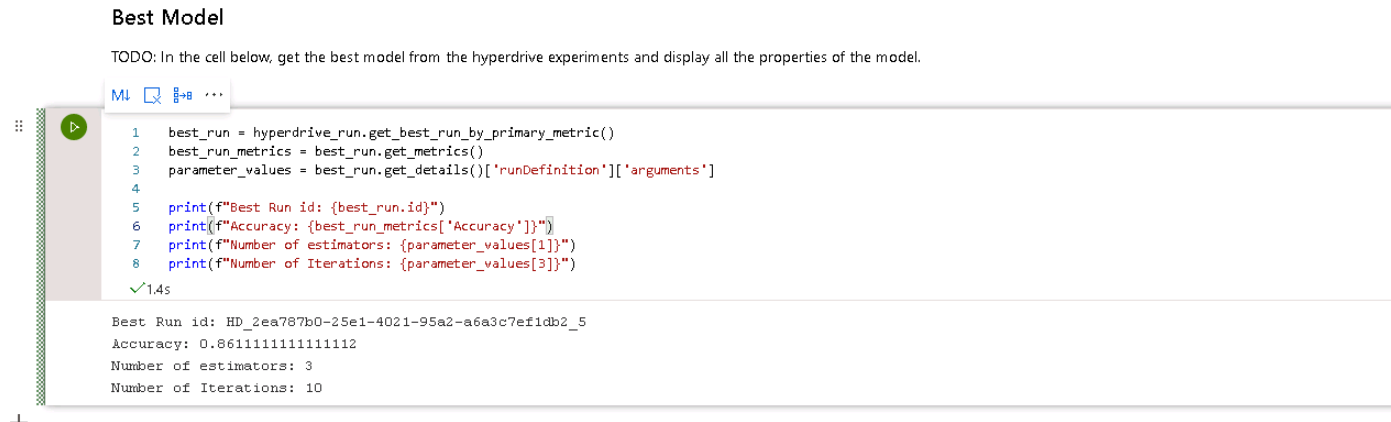 Best Model
TODO: In the cell below, get the best model from the hyperdrive experiments and display all the properties of the model.
M↓
1 best_run = hyperdrive_run.get_best_run_by_primary_metric()
2 best_run_metrics = best_run.get_metrics()
3 parameter_values = best_run.get_details()['runDefinition']['arguments']
4
5 print(f"Best Run id: {best_run.id}")
6 print(f"Accuracy: {best_run_metrics['Accuracy']}")
7 print(f"Number of estimators: {parameter_values[1]}")
8 print(f"Number of Iterations: {parameter_values[3]}")
1.4s
Best Run id: HD_2ea787b0-25e1-4021-95a2-a6a3c7ef1db2_5
Accuracy: 0.8611111111111112
Number of estimators: 3
Number of Iterations: 10